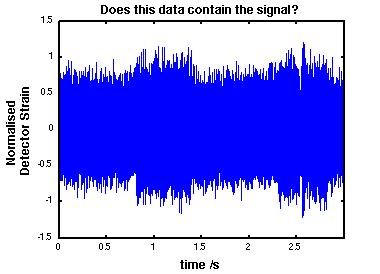 Does this data contain the signal?
1.5
1
0.5
0
-0.5
-1
-1.5
Normalised
Detector Strain
0 0.5 1 1.5 2 2.5
time /s